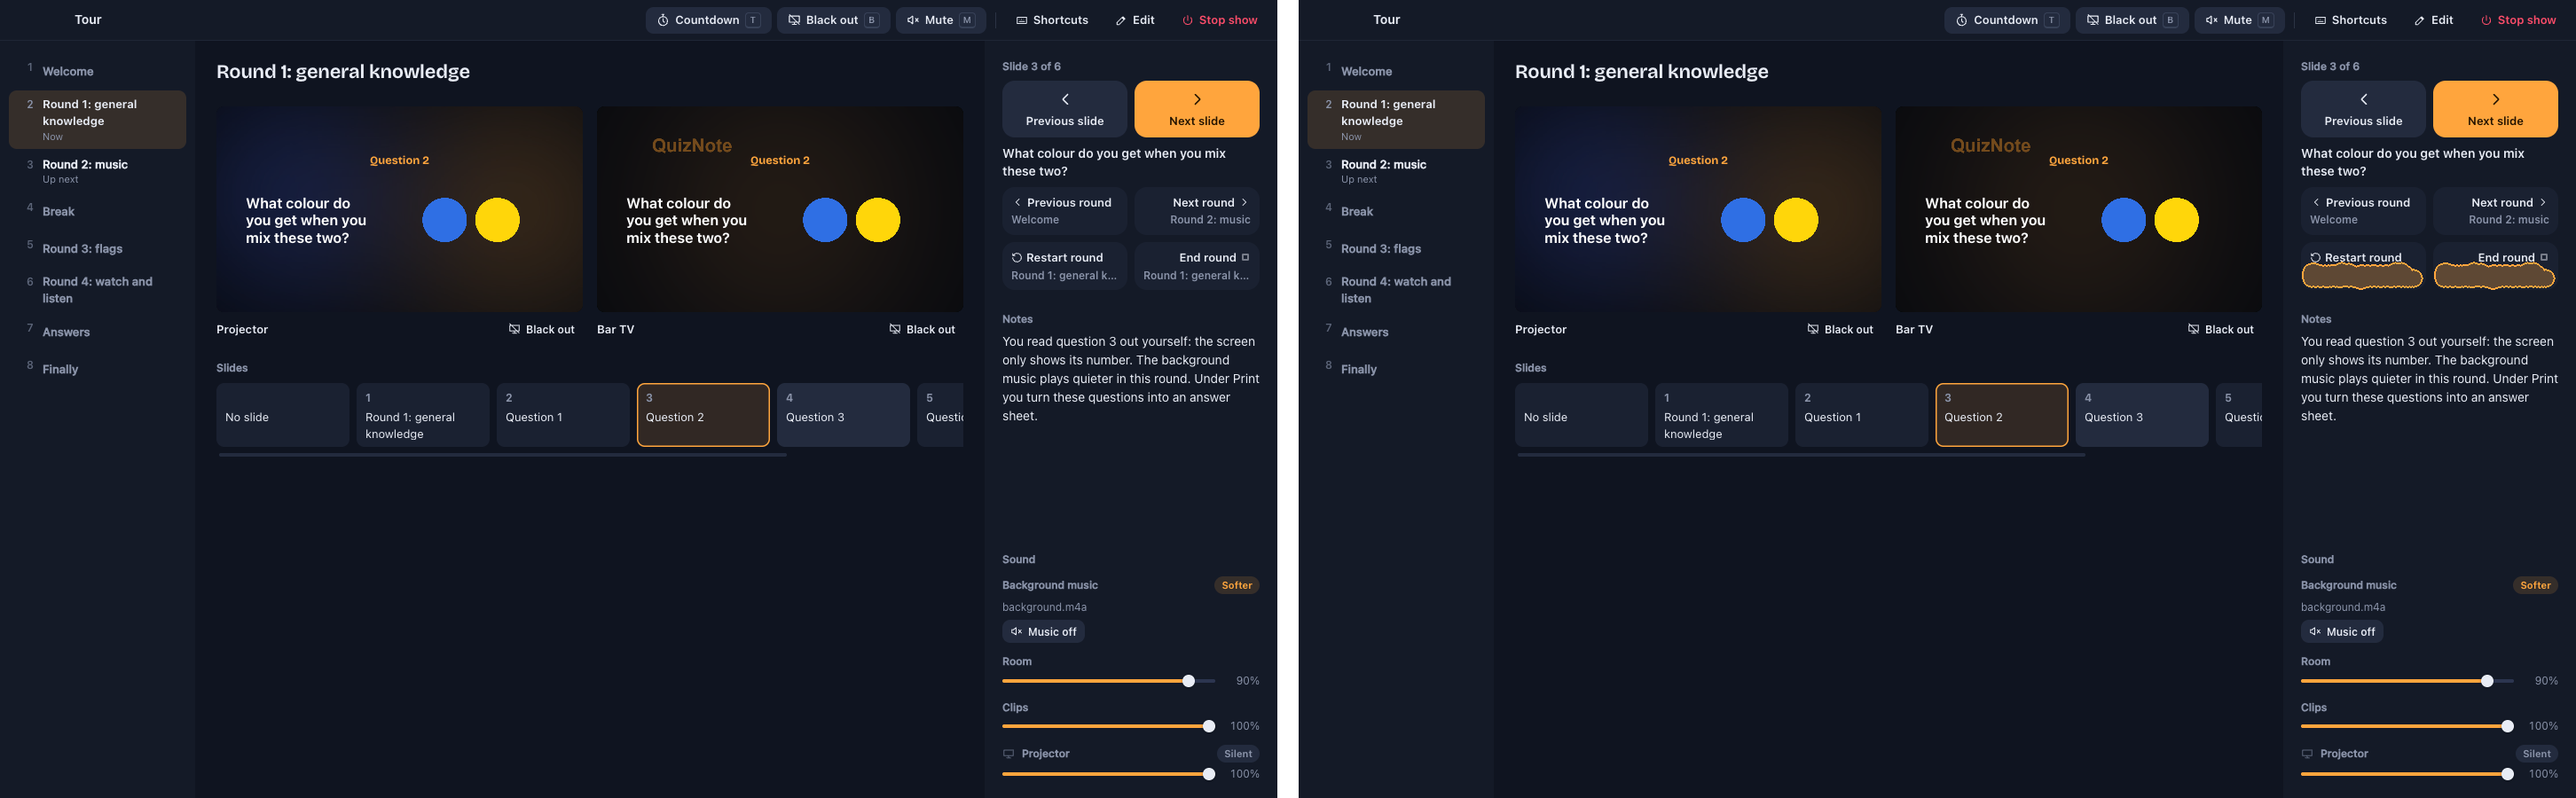 Tour
Countdown T
Black out B
Mute M
Shortcuts
Edit
Stop show
1 Welcome
2 Round 1: general
knowledge
Now
3 Round 2: music
Up next
4 Break
5 Round 3: flags
6 Round 4: watch and
listen
7 Answers
8 Finally
Round 1: general knowledge
Question 2
What colour do
you get when you
mix these two?
QuizNote
Question 2
What colour do
you get when you
mix these two?
Projector
Black out
Bar TV
Black out
Slides
No slide
1
Round 1: general
knowledge
2
Question 1
3
Question 2
4
Question 3
5
Slide 3 of 6
Previous slide
Next slide
What colour do you get when you mix
these two?
Previous round
Welcome
Next round
Round 2: music
Restart round
Round 1: general k...
End round
Round 1: general k...
Notes
You read question 3 out yourself: the screen
only shows its number. The background
music plays quieter in this round. Under Print
you turn these questions into an answer
sheet.
Sound
Background music
Softer
background.m4a
Music off
Room
90%
Clips
100%
Projector
Silent
100%
Tour
Countdown T
Black out B
Mute M
Shortcuts
Edit
Stop show
1 Welcome
2 Round 1: general
knowledge
Now
3 Round 2: music
Up next
4 Break
5 Round 3: flags
6 Round 4: watch and
listen
7 Answers
8 Finally
Round 1: general knowledge
Question 2
What colour do
you get when you
mix these two?
QuizNote
Question 2
What colour do
you get when you
mix these two?
Projector
Black out
Bar TV
Black out
Slides
No slide
1
Round 1: general
knowledge
2
Question 1
3
Question 2
4
Question 3
5
Slide 3 of 6
Previous slide
Next slide
What colour do you get when you mix
these two?
Previous round
Welcome
Next round
Round 2: music
Restart round
End round
Notes
You read question 3 out yourself: the screen
only shows its number. The background
music plays quieter in this round. Under Print
you turn these questions into an answer
sheet.
Sound
Background music
Softer
background.m4a
Music off
Room
90%
Clips
100%
Projector
Silent
100%